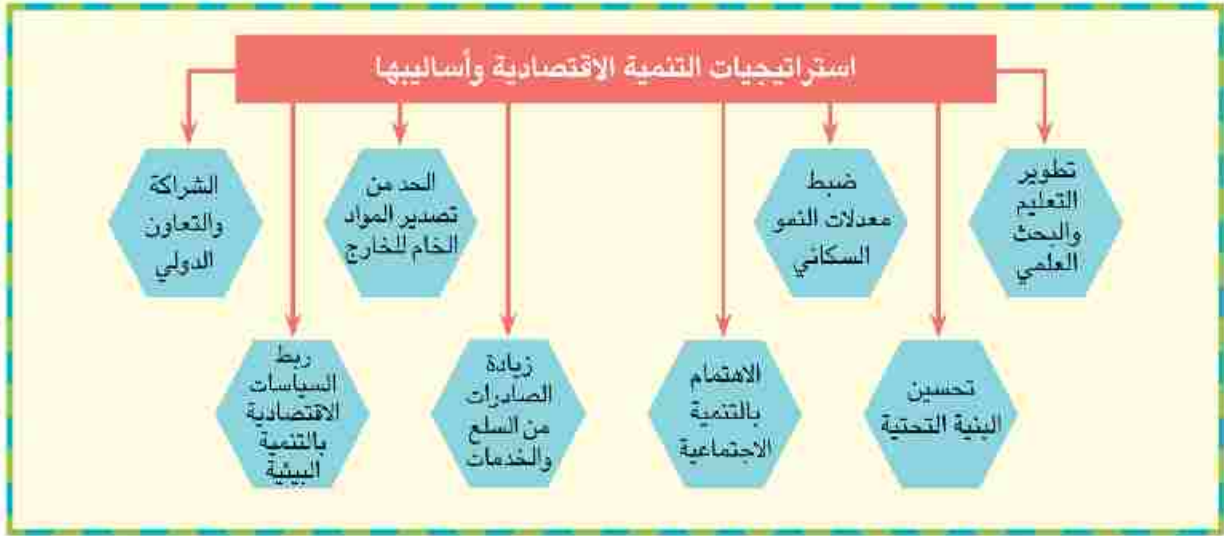 استراتيجيات التنمية الاقتصادية وأساليبها
تطوير
التعليم
والبحث
العلمي
ضبط
معدلات النمو
السكاني
الحد من
تصدير المواد
الخام للخارج
الشراكة
والتعاون
الدولي
تحسين
البنية التحتية
الاهتمام
بالتنمية
الاجتماعية
زيادة
الصادرات
من السلع
والخدمات
ربط
السياسات
الاقتصادية
بالتنمية
البيئية